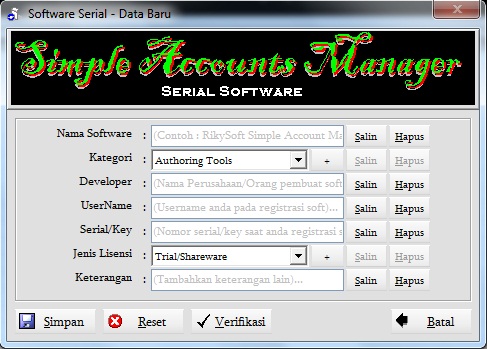 Software Serial - Data Baru
Simple Accounts Manager
SERIAL SOFTWARE
Nama Software : (Contoh : RikySoft Simple Account Ma Salin Hapus
Kategori : Authoring Tools + Salin Hapus
Developer : (Nama Perusahaan/Orang pembuat soft Salin Hapus
UserName : (Username anda pada registrasi soft)... Salin Hapus
Serial/Key : (Nomor serial/key saat anda registrasi s Salin Hapus
Jenis Lisensi : Trial/Shareware + Salin Hapus
Keterangan : (Tambahkan keterangan lain)... Salin Hapus
Simpan Reset Verifikasi Batal